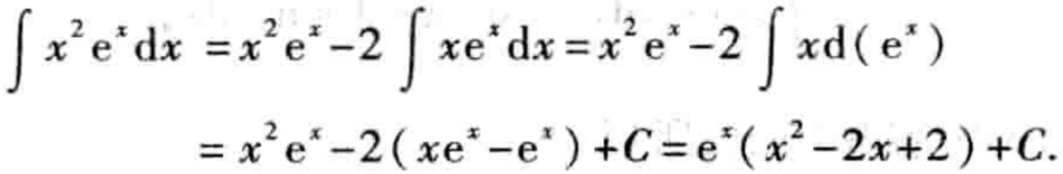 ∫ x²eˣdx = x²eˣ-2 ∫ xeˣdx = x²eˣ-2 ∫ xd(eˣ)
= x²eˣ-2(xeˣ-eˣ)+C=eˣ(x²-2x+2)+C.